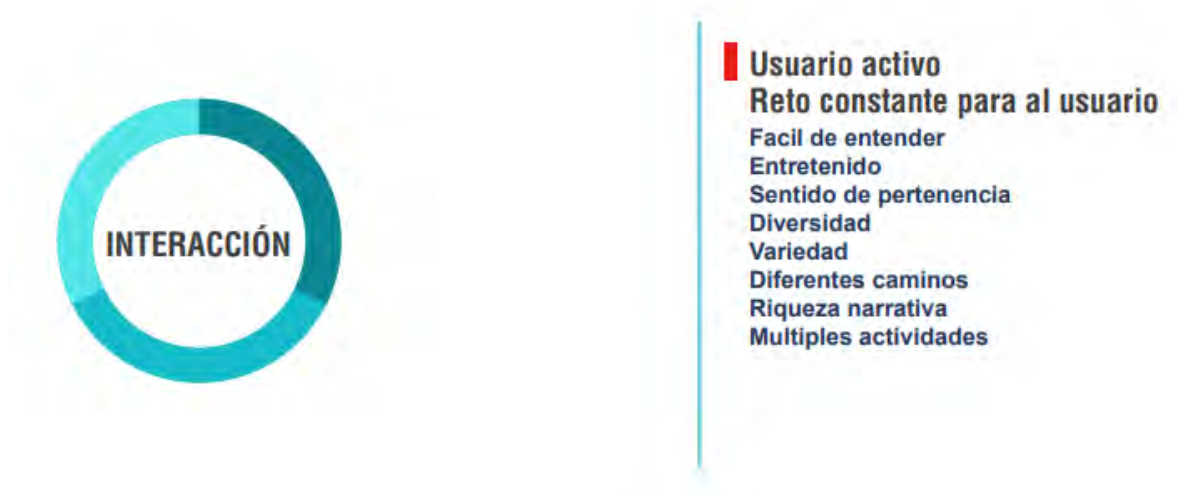 INTERACCIÓN
Usuario activo
Reto constante para al usuario
Facil de entender
Entretenido
Sentido de pertenencia
Diversidad
Variedad
Diferentes caminos
Riqueza narrativa
Multiples actividades